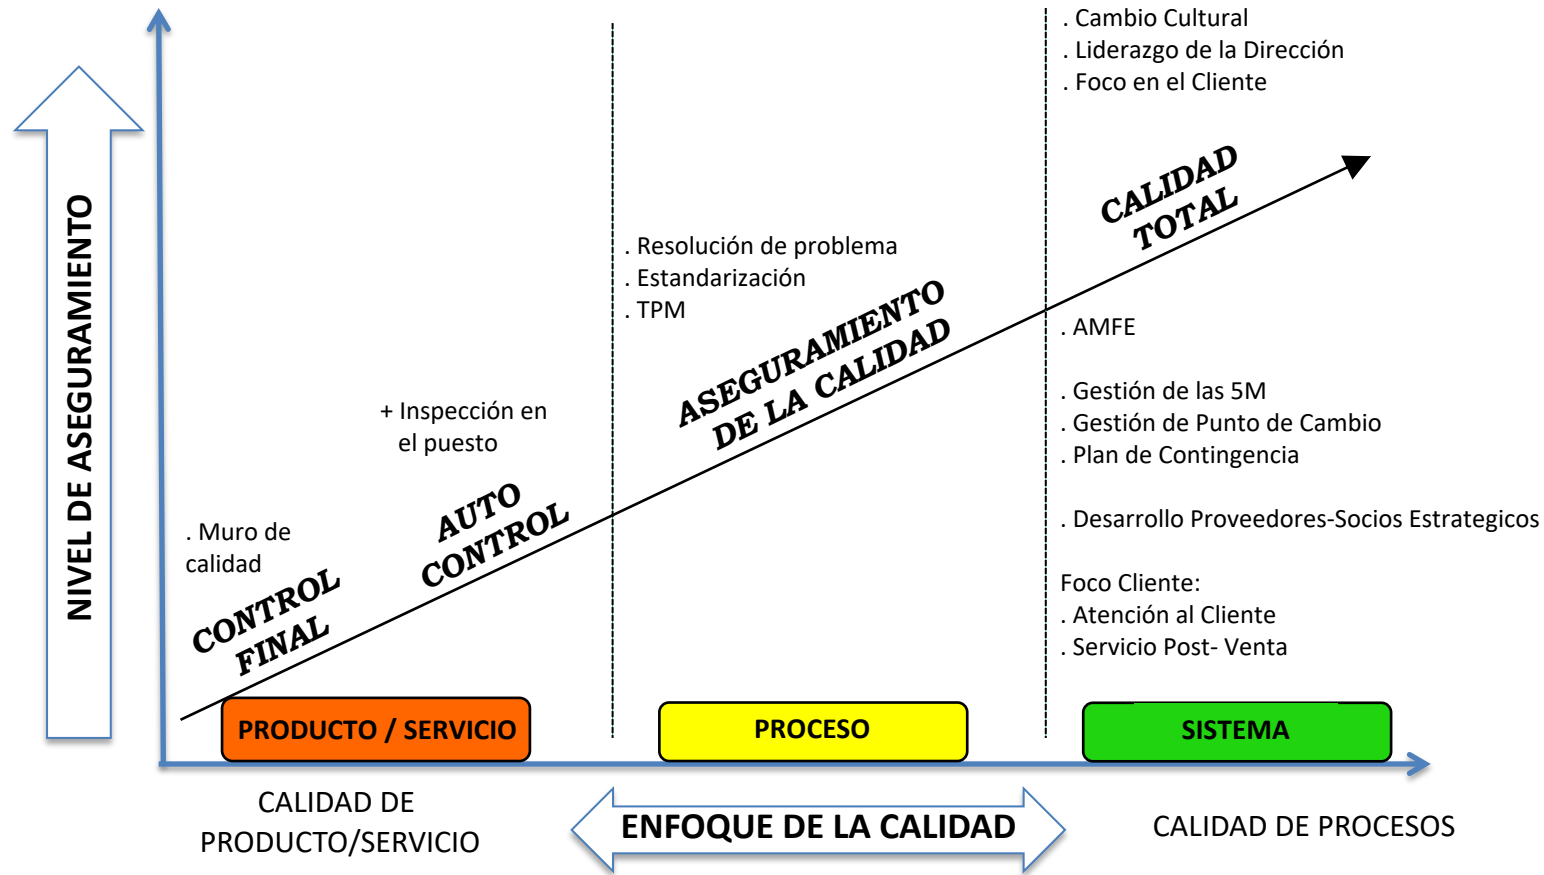 NIVEL DE ASEGURAMIENTO
. Muro de
calidad
CONTROL
FINAL
+ Inspección en
el puesto
AUTO
CONTROL
. Resolución de problema
. Estandarización
. TPM
ASEGURAMIENTO
DE LA CALIDAD
. Cambio Cultural
. Liderazgo de la Dirección
. Foco en el Cliente
CALIDAD
TOTAL
. AMFE
. Gestión de las 5M
. Gestión de Punto de Cambio
. Plan de Contingencia
. Desarrollo Proveedores-Socios Estrategicos
Foco Cliente:
. Atención al Cliente
. Servicio Post- Venta
PRODUCTO / SERVICIO
PROCESO
SISTEMA
CALIDAD DE
PRODUCTO/SERVICIO
ENFOQUE DE LA CALIDAD
CALIDAD DE PROCESOS